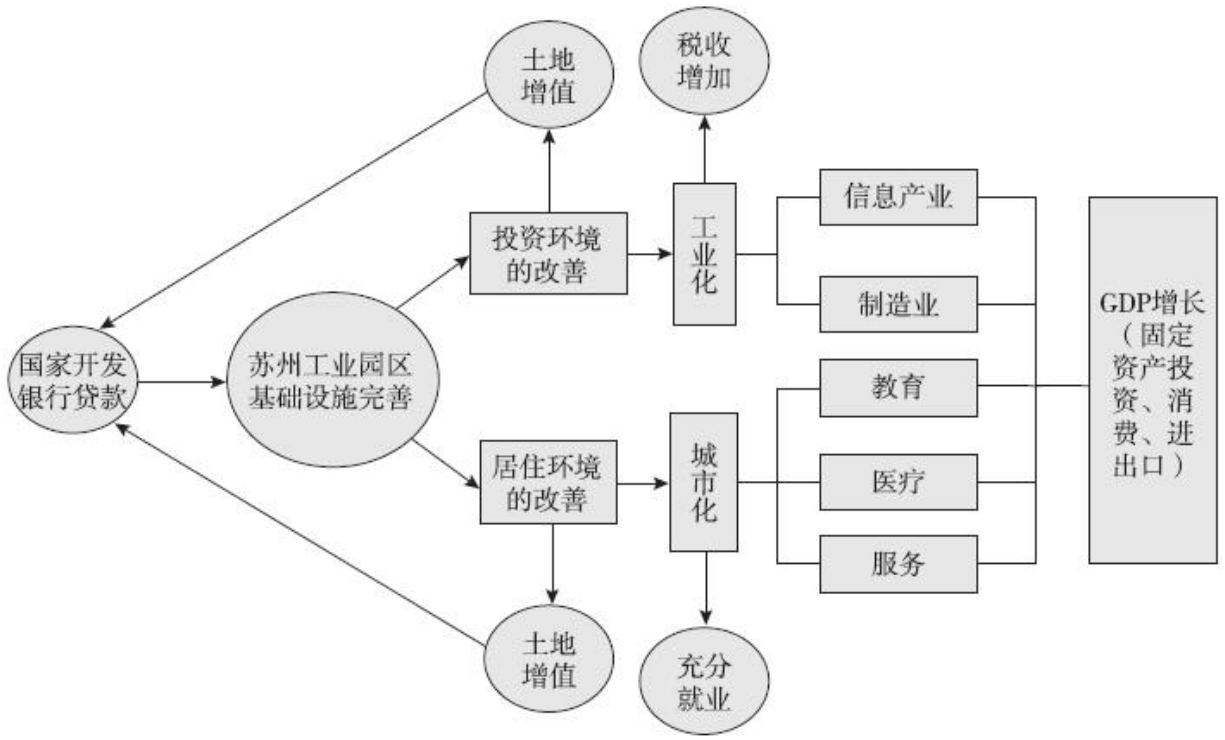 国家开发
银行贷款
苏州工业园区
基础设施完善
土地
增值
投资环境
的改善
居住环境
的改善
土地
增值
税收
增加
工
业
化
城
市
化
充分
就业
信息产业
制造业
教育
医疗
服务
GDP增长
（固定
资产投
资、消
费、进
出口）